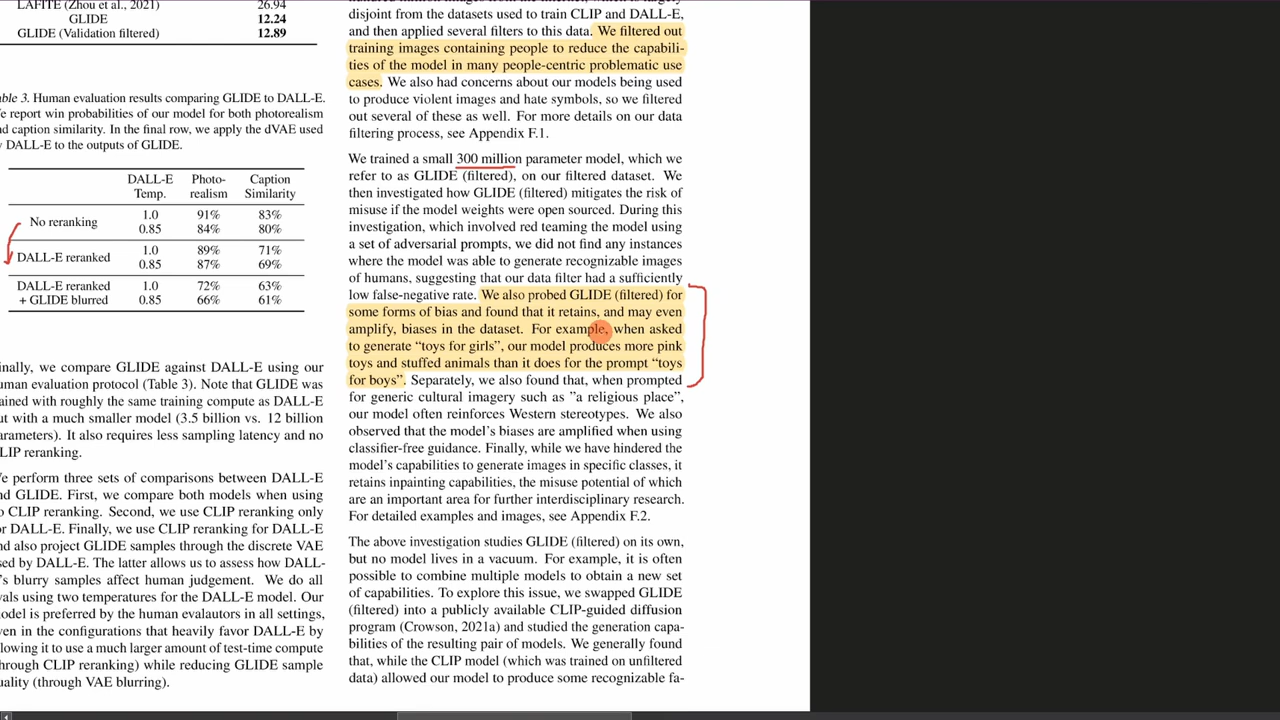 LAFITE (Zhou et al., 2021) 26.94
GLIDE 12.24
GLIDE (Validation filtered) 12.89
ble 3. Human evaluation results comparing GLIDE to DALL-E.
e report win probabilities of our model for both photorealism
d caption similarity. In the final row, we apply the dVAE used
DALL-E to the outputs of GLIDE.
DALL-E Temp. Photo-realism Caption Similarity
No reranking 1.0 91% 83%
0.85 84% 80%
DALL-E reranked 1.0 89% 71%
0.85 87% 69%
DALL-E reranked 1.0 72% 63%
+ GLIDE blurred 0.85 66% 61%
inally, we compare GLIDE against DALL-E using our
uman evaluation protocol (Table 3). Note that GLIDE was
ained with roughly the same training compute as DALL-E
ut with a much smaller model (3.5 billion vs. 12 billion
arameters). It also requires less sampling latency and no
LIP reranking.
e perform three sets of comparisons between DALL-E
nd GLIDE. First, we compare both models when using
o CLIP reranking. Second, we use CLIP reranking only
or DALL-E. Finally, we use CLIP reranking for DALL-E
nd also project GLIDE samples through the discrete VAE
sed by DALL-E. The latter allows us to assess how DALL-
's blurry samples affect human judgement. We do all
vals using two temperatures for the DALL-E model. Our
odel is preferred by the human evalautors in all settings,
ven in the configurations that heavily favor DALL-E by
lowing it to use a much larger amount of test-time compute
hrough CLIP reranking) while reducing GLIDE sample
uality (through VAE blurring).
disjoint from the datasets used to train CLIP and DALL-E,
and then applied several filters to this data. We filtered out
training images containing people to reduce the capabili-
ties of the model in many people-centric problematic use
cases. We also had concerns about our models being used
to produce violent images and hate symbols, so we filtered
out several of these as well. For more details on our data
filtering process, see Appendix F.1.
We trained a small 300 million parameter model, which we
refer to as GLIDE (filtered), on our filtered dataset. We
then investigated how GLIDE (filtered) mitigates the risk of
misuse if the model weights were open sourced. During this
investigation, which involved red teaming the model using
a set of adversarial prompts, we did not find any instances
where the model was able to generate recognizable images
of humans, suggesting that our data filter had a sufficiently
low false-negative rate. We also probed GLIDE (filtered) for
some forms of bias and found that it retains, and may even
amplify, biases in the dataset. For example, when asked
to generate “toys for girls”, our model produces more pink
toys and stuffed animals than it does for the prompt “toys
for boys”. Separately, we also found that, when prompted
for generic cultural imagery such as ”a religious place”,
our model often reinforces Western stereotypes. We also
observed that the model's biases are amplified when using
classifier-free guidance. Finally, while we have hindered the
model's capabilities to generate images in specific classes, it
retains inpainting capabilities, the misuse potential of which
are an important area for further interdisciplinary research.
For detailed examples and images, see Appendix F.2.
The above investigation studies GLIDE (filtered) on its own,
but no model lives in a vacuum. For example, it is often
possible to combine multiple models to obtain a new set
of capabilities. To explore this issue, we swapped GLIDE
(filtered) into a publicly available CLIP-guided diffusion
program (Crowson, 2021a) and studied the generation capa-
bilities of the resulting pair of models. We generally found
that, while the CLIP model (which was trained on unfiltered
data) allowed our model to produce some recognizable fa-